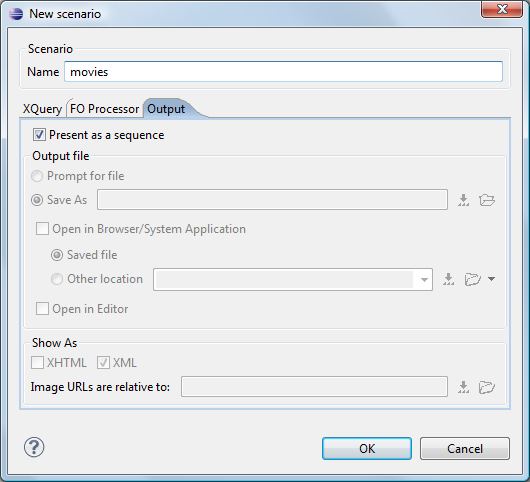 New scenario
Scenario
Name movies
XQuery FO Processor Output
Present as a sequence
Output file
Prompt for file
Save As
Open in Browser/System Application
Saved file
Other location
Open in Editor
Show As
XHTML XML
Image URLs are relative to:
? OK Cancel